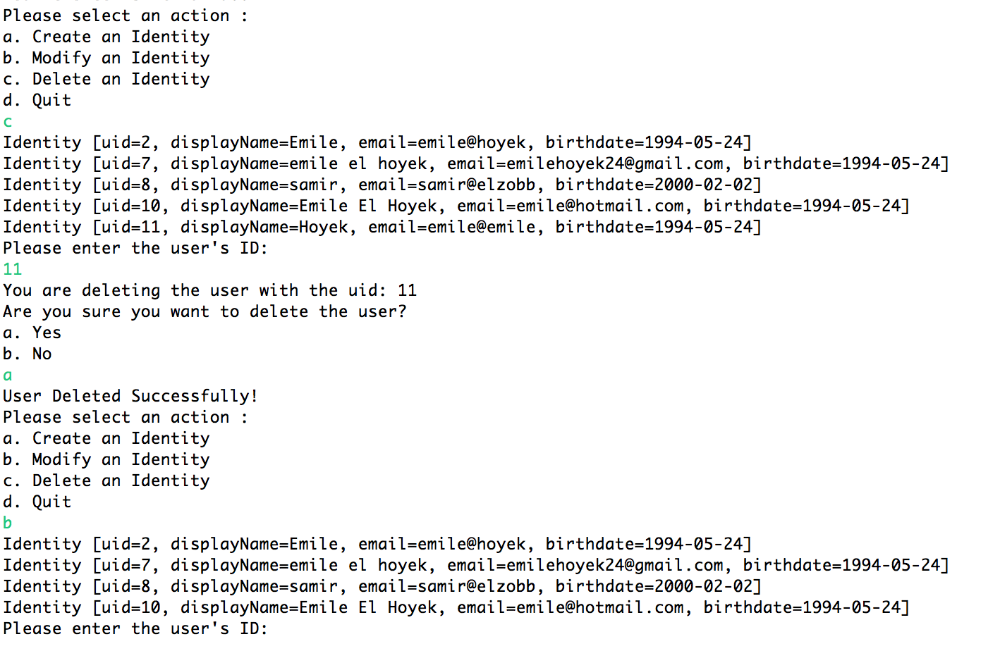 Please select an action :
a. Create an Identity
b. Modify an Identity
c. Delete an Identity
d. Quit
c
Identity [uid=2, displayName=Emile, email=emile@hoyek, birthdate=1994-05-24]
Identity [uid=7, displayName=emile el hoyek, email=emilehoyek24@gmail.com, birthdate=1994-05-24]
Identity [uid=8, displayName=samir, email=samir@elzobb, birthdate=2000-02-02]
Identity [uid=10, displayName=Emile El Hoyek, email=emile@hotmail.com, birthdate=1994-05-24]
Identity [uid=11, displayName=Hoyek, email=emile@emile, birthdate=1994-05-24]
Please enter the user's ID:
11
You are deleting the user with the uid: 11
Are you sure you want to delete the user?
a. Yes
b. No
a
User Deleted Successfully!
Please select an action :
a. Create an Identity
b. Modify an Identity
c. Delete an Identity
d. Quit
b
Identity [uid=2, displayName=Emile, email=emile@hoyek, birthdate=1994-05-24]
Identity [uid=7, displayName=emile el hoyek, email=emilehoyek24@gmail.com, birthdate=1994-05-24]
Identity [uid=8, displayName=samir, email=samir@elzobb, birthdate=2000-02-02]
Identity [uid=10, displayName=Emile El Hoyek, email=emile@hotmail.com, birthdate=1994-05-24]
Please enter the user's ID: